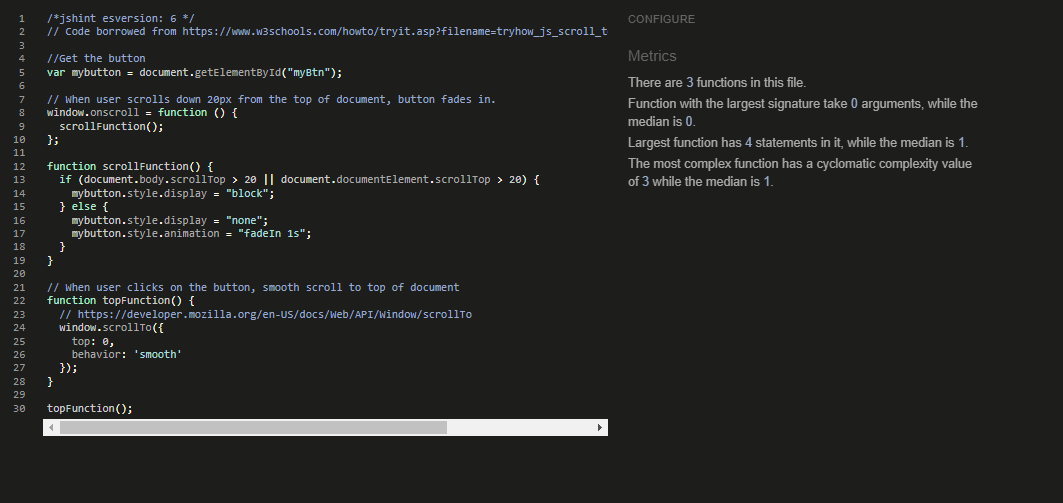 1 /*jshint esversion: 6 */
2 // Code borrowed from https://www.w3schools.com/howto/tryit.asp?filename=tryhow_js_scroll_t
3
4 //Get the button
5 var mybutton = document.getElementById("myBtn");
6
7 // When user scrolls down 20px from the top of document, button fades in.
8 window.onscroll = function () {
9   scrollFunction();
10 };
11
12 function scrollFunction() {
13   if (document.body.scrollTop > 20 || document.documentElement.scrollTop > 20) {
14     mybutton.style.display = "block";
15   } else {
16     mybutton.style.display = "none";
17     mybutton.style.animation = "fadeIn 1s";
18   }
19 }
20
21 // When user clicks on the button, smooth scroll to top of document
22 function topFunction() {
23   // https://developer.mozilla.org/en-US/docs/Web/API/Window/scrollTo
24   window.scrollTo({
25     top: 0,
26     behavior: 'smooth'
27   });
28 }
29
30 topFunction();
CONFIGURE
Metrics
There are 3 functions in this file.
Function with the largest signature take 0 arguments, while the
median is 0.
Largest function has 4 statements in it, while the median is 1.
The most complex function has a cyclomatic complexity value
of 3 while the median is 1.